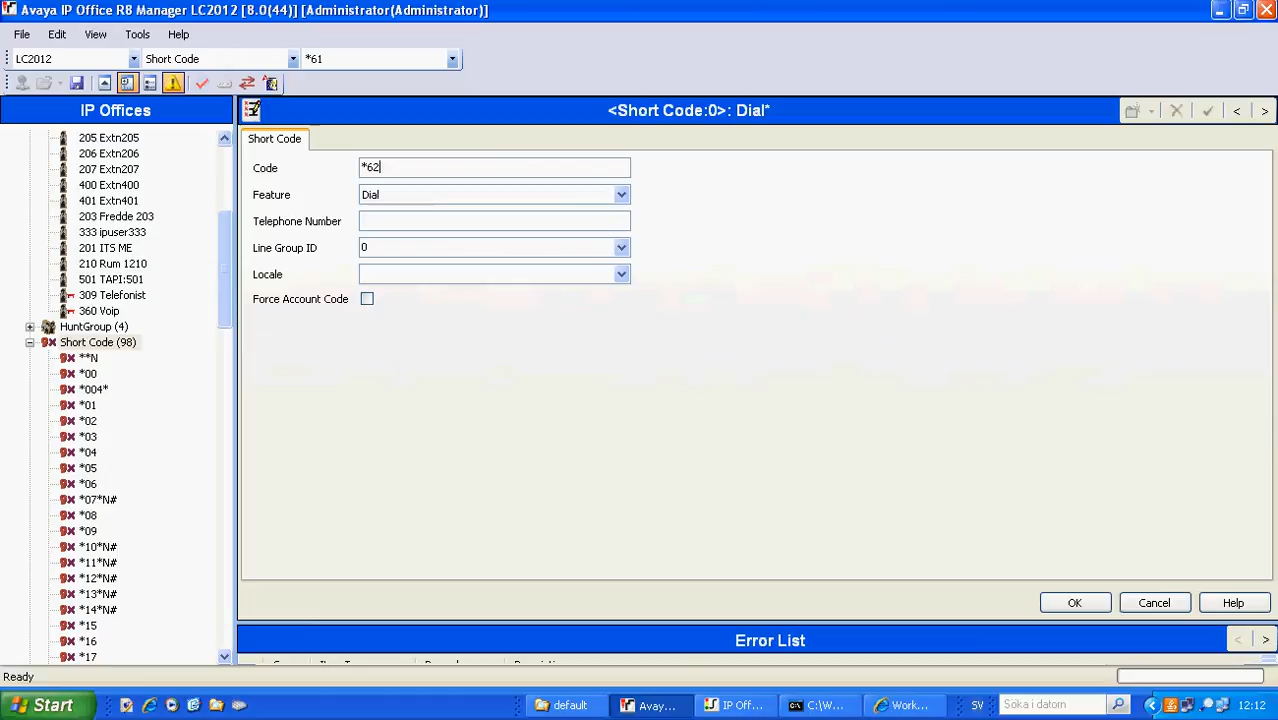 Avaya IP Office R8 Manager LC2012 [8.0(44)] [Administrator(Administrator)]
File Edit View Tools Help
LC2012 Short Code *61
IP Offices
<Short Code:0>: Dial*
205 Extn205
206 Extn206
207 Extn207
400 Extn400
401 Extn401
203 Fredde 203
333 ipuser333
201 ITS ME
210 Rum 1210
501 TAPI:501
309 Telefonist
360 Voip
HuntGroup (4)
Short Code (98)
**N
*00
*004*
*01
*02
*03
*04
*05
*06
*07*N#
*08
*09
*10*N#
*11*N#
*12*N#
*13*N#
*14*N#
*15
*16
*17
Short Code
Code *62
Feature Dial
Telephone Number
Line Group ID 0
Locale
Force Account Code
OK Cancel Help
Error List
Ready
Start default Avay... IP Off... C:\W... Work... SV Söka i datorn 12:12